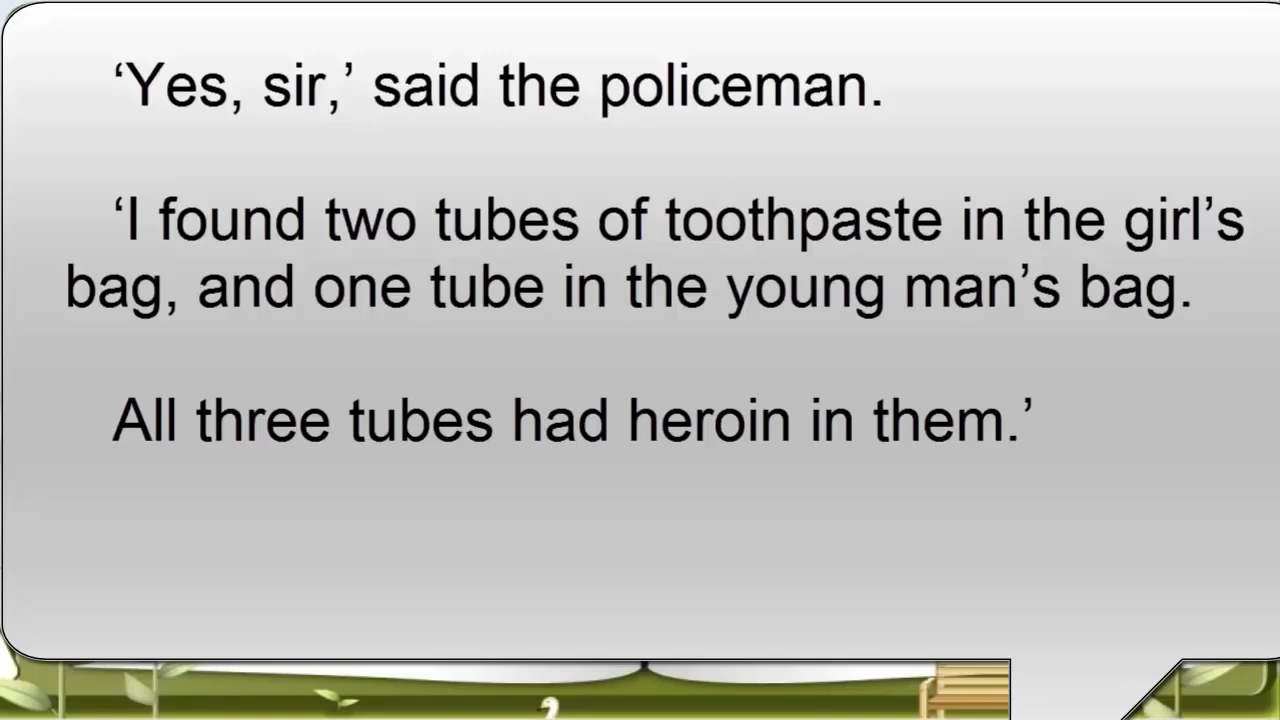 ‘Yes, sir,’ said the policeman.
‘I found two tubes of toothpaste in the girl’s
bag, and one tube in the young man’s bag.
All three tubes had heroin in them.’